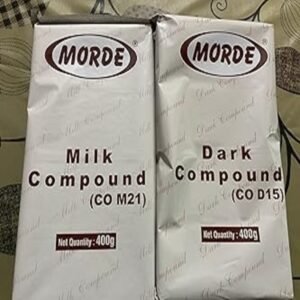 MORDE
Milk
Compound
(CO M21)
Net Quantity : 400g
MORDE
Dark
Compound
(CO D15)
Net Quantity : 400g